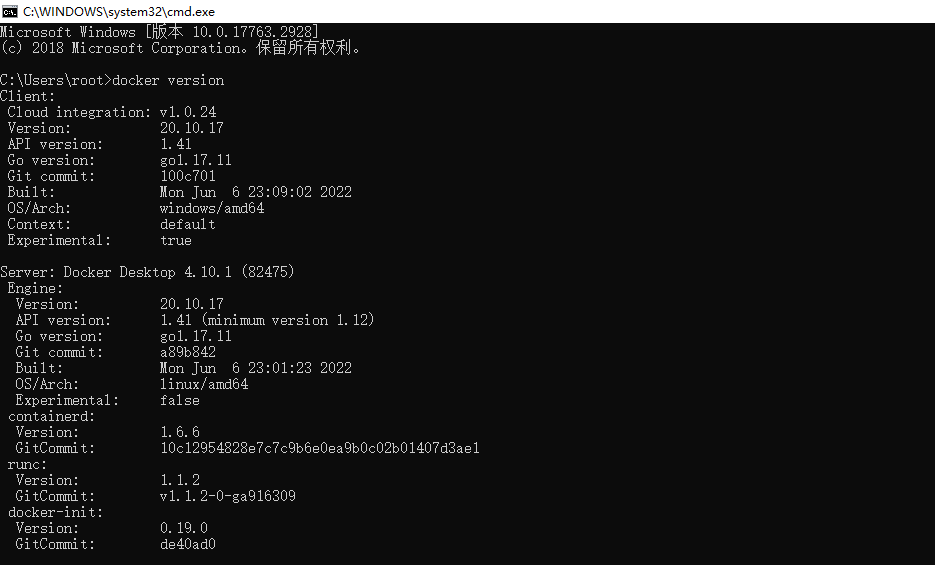 C:\WINDOWS\system32\cmd.exe
Microsoft Windows [版本 10.0.17763.2928]
(c) 2018 Microsoft Corporation。保留所有权利。
C:\Users\root>docker version
Client:
Cloud integration: v1.0.24
Version: 20.10.17
API version: 1.41
Go version: go1.17.11
Git commit: 100c701
Built: Mon Jun 6 23:09:02 2022
OS/Arch: windows/amd64
Context: default
Experimental: true
Server: Docker Desktop 4.10.1 (82475)
Engine:
Version: 20.10.17
API version: 1.41 (minimum version 1.12)
Go version: go1.17.11
Git commit: a89b842
Built: Mon Jun 6 23:01:23 2022
OS/Arch: linux/amd64
Experimental: false
containerd:
Version: 1.6.6
GitCommit: 10c12954828e7c7c9b6e0ea9b0c02b01407d3ae1
runc:
Version: 1.1.2
GitCommit: v1.1.2-0-ga916309
docker-init:
Version: 0.19.0
GitCommit: de40ad0